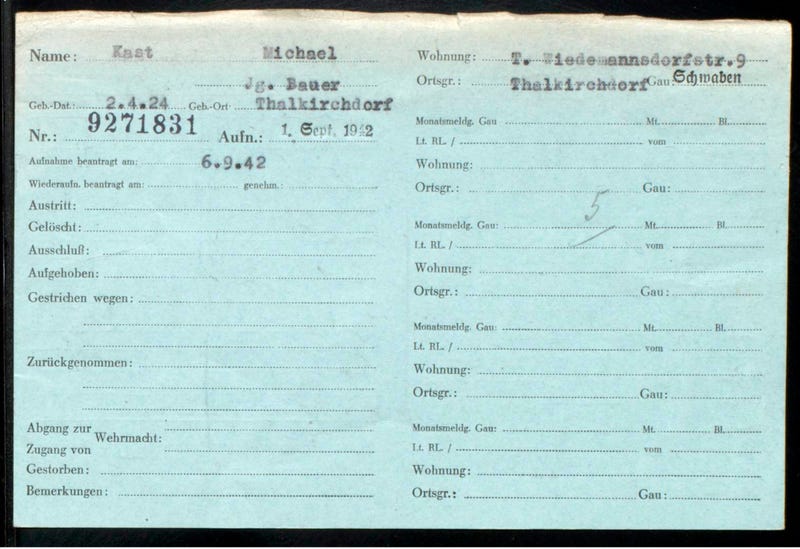 Name: Kast Michael
Jg. Bauer
Geb.-Dat.: 2.4.24 Geb.-Ort Thalkirchdorf
Nr.: 9271831 Aufn.: 1. Sept. 1942
Aufnahme beantragt am: 6.9.42
Wiederaufn. beantragt am: genehm.:
Austritt:
Gelöscht:
Ausschluß:
Aufgehoben:
Gestrichen wegen:
Zurückgenommen:
Abgang zur
Wehrmacht:
Zugang von
Gestorben:
Bemerkungen:
Wohnung: T. Wiedemannsdorfstr.9
Ortsgr.: Thalkirchdorf Gau: Schwaben
Monatsmeldg. Gau Mt. Bl.
Lt. RL. / vom
Wohnung:
Ortsgr.: Gau:
5
Monatsmeldg. Gau: Mt. Bl.
Lt. RL. / vom
Wohnung:
Ortsgr.: Gau:
Monatsmeldg. Gau: Mt. Bl.
Lt. RL. / vom
Wohnung:
Ortsgr.: Gau:
Monatsmeldg. Gau: Mt. Bl.
Lt. RL. / vom
Wohnung:
Ortsgr.: Gau: